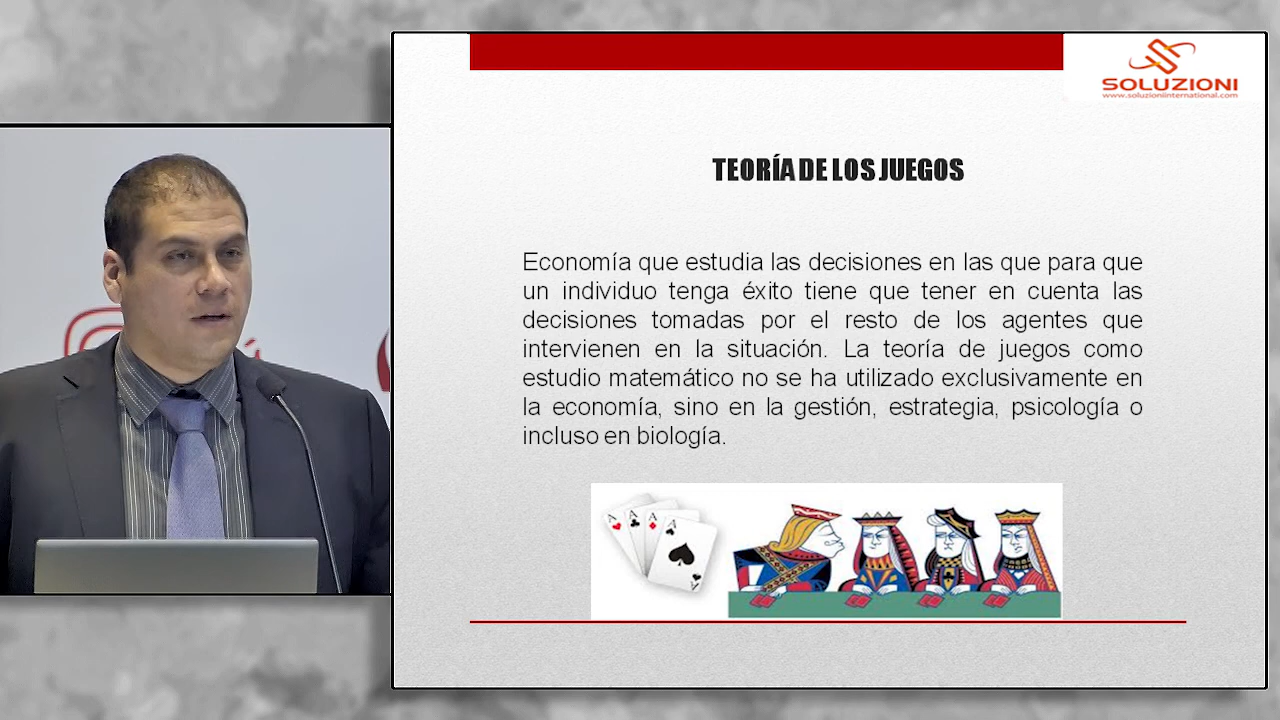 SOLUZIONI
www.soluzioniinternational.com
TEORÍA DE LOS JUEGOS
Economía que estudia las decisiones en las que para que
un individuo tenga éxito tiene que tener en cuenta las
decisiones tomadas por el resto de los agentes que
intervienen en la situación. La teoría de juegos como
estudio matemático no se ha utilizado exclusivamente en
la economía, sino en la gestión, estrategia, psicología o
incluso en biología.
A
A
A
A
A